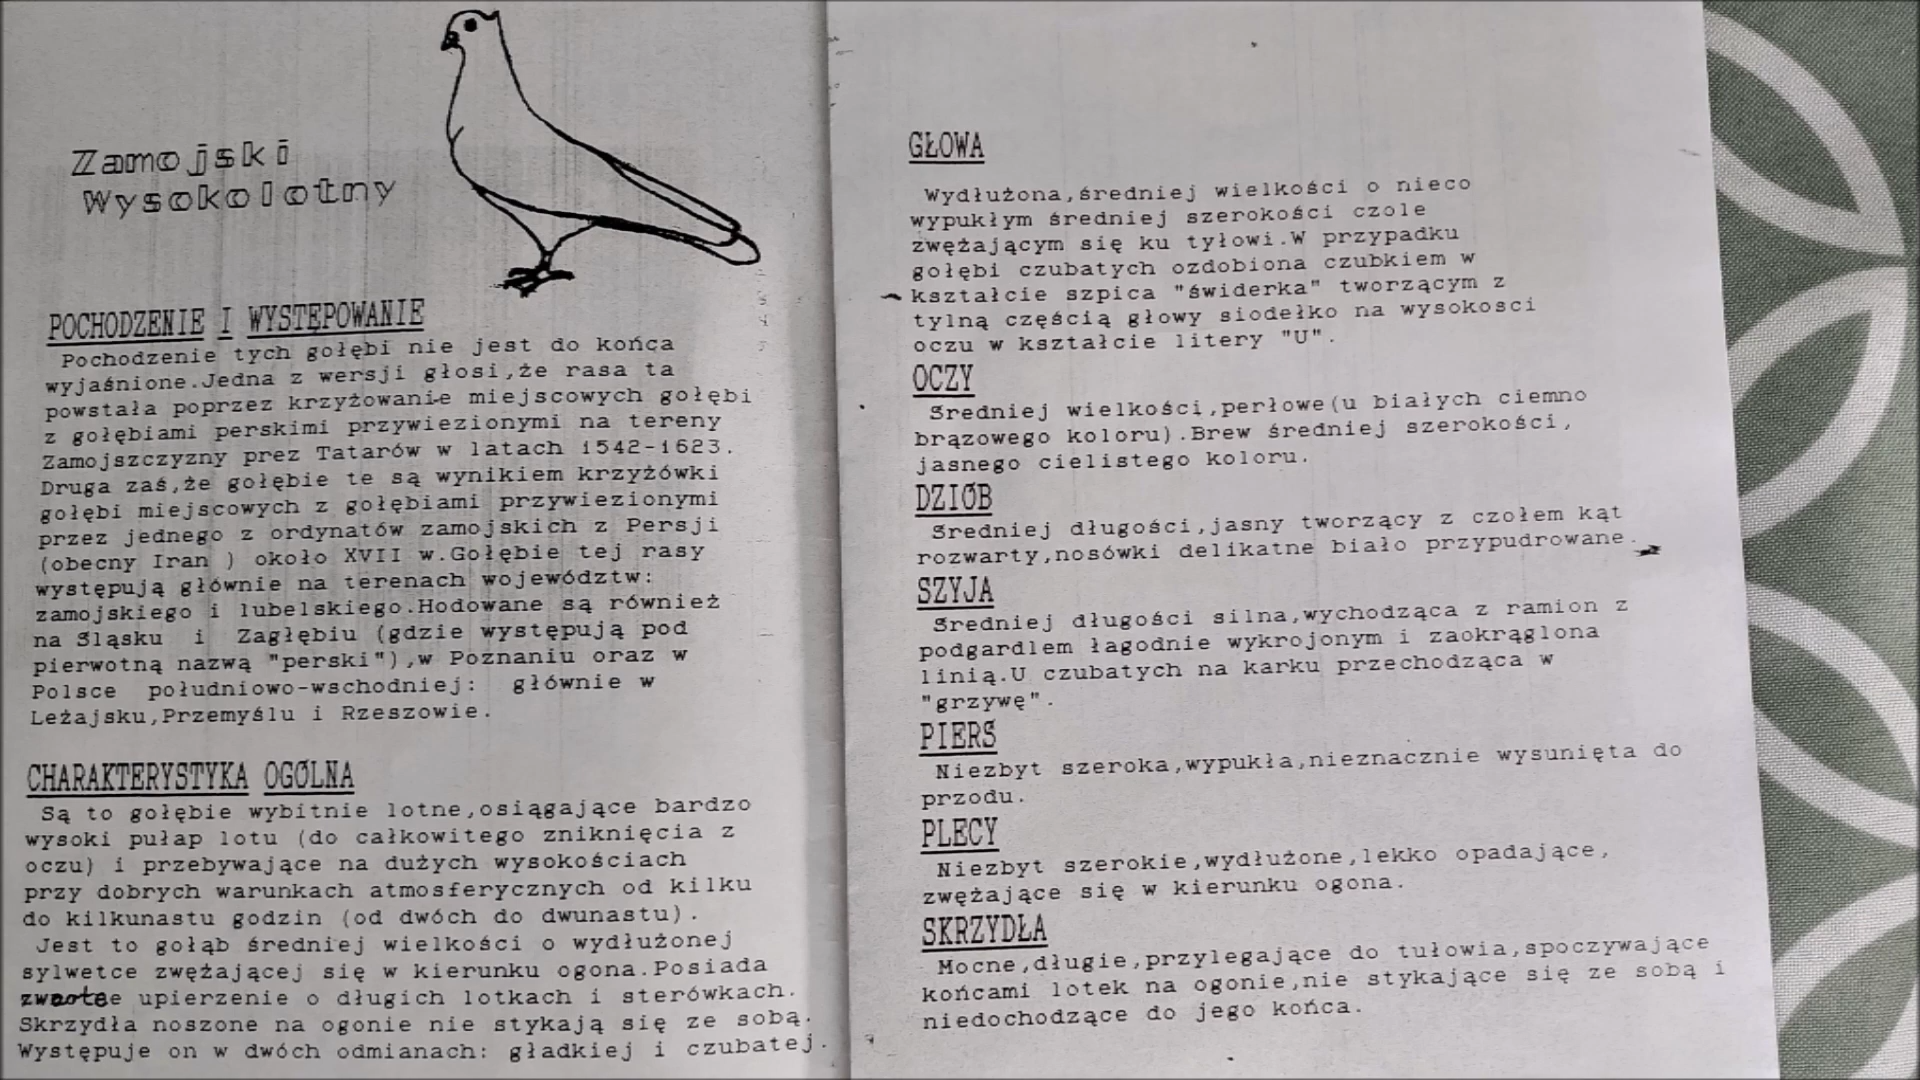 Zamojski
Wysokolotny
POCHODZENIE I WYSTĘPOWANIE
Pochodzenie tych gołębi nie jest do końca
wyjaśnione.Jedna z wersji głosi,że rasa ta
powstała poprzez krzyżowanie miejscowych gołębi
z gołębiami perskimi przywiezionymi na tereny
Zamojszczyzny prez Tatarów w latach 1542-1623.
Druga zaś,że gołębie te są wynikiem krzyżówki
gołębi miejscowych z gołębiami przywiezionymi
przez jednego z ordynatów zamojskich z Persji
(obecny Iran ) około XVII w.Gołębie tej rasy
występują głównie na terenach województw:
zamojskiego i lubelskiego.Hodowane są również
na Śląsku i Zagłębiu (gdzie występują pod
pierwotną nazwą "perski"),w Poznaniu oraz w
Polsce południowo-wschodniej: głównie w
Leżajsku,Przemyślu i Rzeszowie.
CHARAKTERYSTYKA OGÓLNA
Są to gołębie wybitnie lotne,osiągające bardzo
wysoki pułap lotu (do całkowitego zniknięcia z
oczu) i przebywające na dużych wysokościach
przy dobrych warunkach atmosferycznych od kilku
do kilkunastu godzin (od dwóch do dwunastu).
Jest to gołąb średniej wielkości o wydłużonej
sylwetce zwężającej się w kierunku ogona.Posiada
upierzenie o długich lotkach i sterówkach.
Skrzydła noszone na ogonie nie stykają się ze sobą.
Występuje on w dwóch odmianach: gładkiej i czubatej.
GŁOWA
Wydłużona,średniej wielkości o nieco
wypukłym średniej szerokości czole
zwężającym się ku tyłowi.W przypadku
gołębi czubatych ozdobiona czubkiem w
kształcie szpica "świderka" tworzącym z
tylną częścią głowy siodełko na wysokosci
oczu w kształcie litery "U".
OCZY
Średniej wielkości,perłowe(u białych ciemno
brązowego koloru).Brew średniej szerokości,
jasnego cielistego koloru.
DZIÓB
Średniej długości,jasny tworzący z czołem kąt
rozwarty,nosówki delikatne biało przypudrowane.
SZYJA
Średniej długości silna,wychodząca z ramion z
podgardlem łagodnie wykrojonym i zaokrągloną
linią.U czubatych na karku przechodząca w
"grzywę".
PIERŚ
Niezbyt szeroka,wypukła,nieznacznie wysunięta do
przodu.
PLECY
Niezbyt szerokie,wydłużone,lekko opadające,
zwężające się w kierunku ogona.
SKRZYDŁA
Mocne,długie,przylegające do tułowia,spoczywające
końcami lotek na ogonie,nie stykające się ze sobą i
niedochodzące do jego końca.